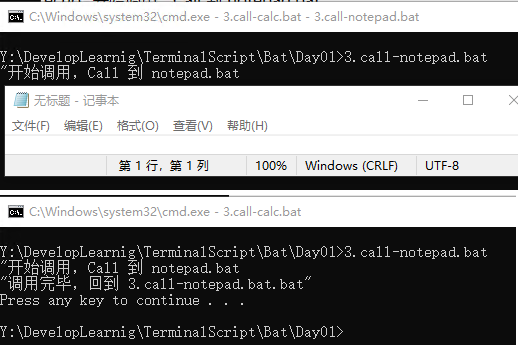 C:\Windows\system32\cmd.exe - 3.call-calc.bat - 3.call-notepad.bat
Y:\DevelopLearnig\TerminalScript\Bat\Day01>3.call-notepad.bat
"开始调用，Call 到 notepad.bat
无标题 - 记事本
文件(F) 编辑(E) 格式(O) 查看(V) 帮助(H)
第 1 行，第 1 列 100% Windows (CRLF) UTF-8
C:\Windows\system32\cmd.exe - 3.call-calc.bat
Y:\DevelopLearnig\TerminalScript\Bat\Day01>3.call-notepad.bat
"开始调用，Call 到 notepad.bat
"调用完毕，回到 3.call-notepad.bat.bat"
Press any key to continue . . .
Y:\DevelopLearnig\TerminalScript\Bat\Day01>